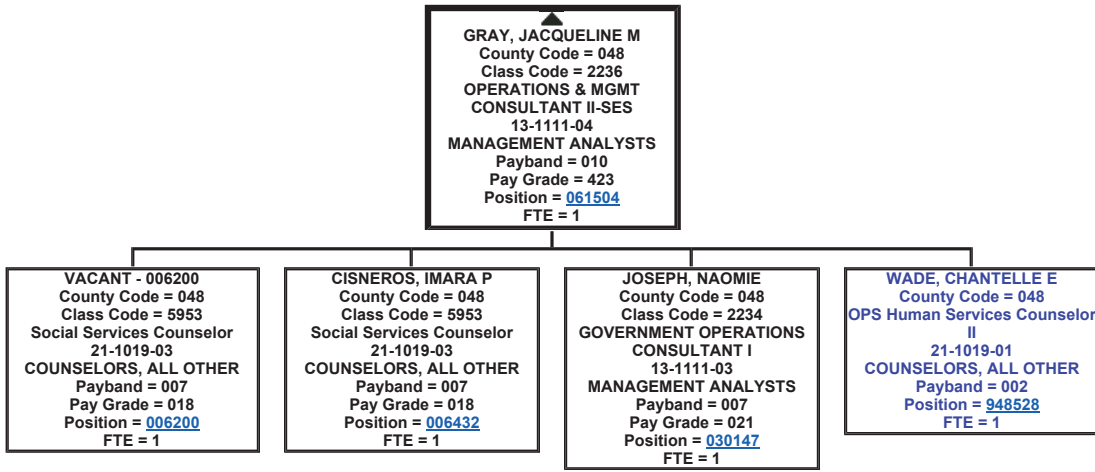 GRAY, JACQUELINE M
County Code = 048
Class Code = 2236
OPERATIONS & MGMT
CONSULTANT II-SES
13-1111-04
MANAGEMENT ANALYSTS
Payband = 010
Pay Grade = 423
Position = 061504
FTE = 1
VACANT - 006200
County Code = 048
Class Code = 5953
Social Services Counselor
21-1019-03
COUNSELORS, ALL OTHER
Payband = 007
Pay Grade = 018
Position = 006200
FTE = 1
CISNEROS, IMARA P
County Code = 048
Class Code = 5953
Social Services Counselor
21-1019-03
COUNSELORS, ALL OTHER
Payband = 007
Pay Grade = 018
Position = 006432
FTE = 1
JOSEPH, NAOMIE
County Code = 048
Class Code = 2234
GOVERNMENT OPERATIONS
CONSULTANT I
13-1111-03
MANAGEMENT ANALYSTS
Payband = 007
Pay Grade = 021
Position = 030147
FTE = 1
WADE, CHANTELLE E
County Code = 048
OPS Human Services Counselor
II
21-1019-01
COUNSELORS, ALL OTHER
Payband = 002
Position = 948528
FTE = 1